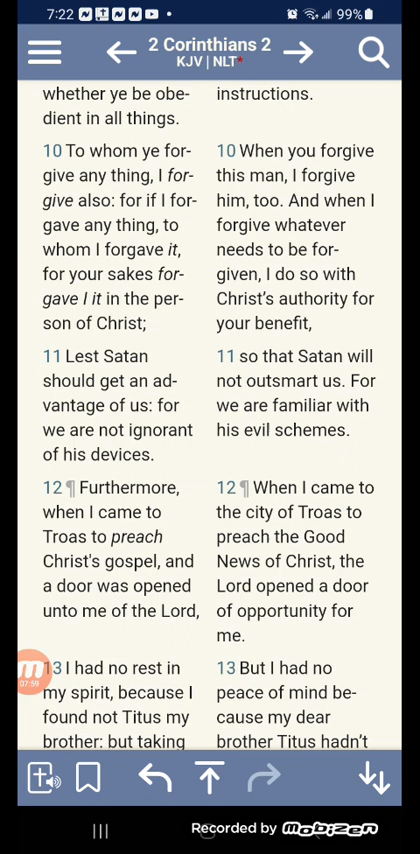 7:22
99%
2 Corinthians 2
KJV | NLT*
whether ye be obe-
dient in all things.
10 To whom ye for-
give any thing, I for-
give also: for if I for-
gave any thing, to
whom I forgave it,
for your sakes for-
gave I it in the per-
son of Christ;
11 Lest Satan
should get an ad-
vantage of us: for
we are not ignorant
of his devices.
12 ¶ Furthermore,
when I came to
Troas to preach
Christ's gospel, and
a door was opened
unto me of the Lord,
13 I had no rest in
my spirit, because I
found not Titus my
brother: but taking
instructions.
10 When you forgive
this man, I forgive
him, too. And when I
forgive whatever
needs to be for-
given, I do so with
Christ’s authority for
your benefit,
11 so that Satan will
not outsmart us. For
we are familiar with
his evil schemes.
12 ¶ When I came to
the city of Troas to
preach the Good
News of Christ, the
Lord opened a door
of opportunity for
me.
13 But I had no
peace of mind be-
cause my dear
brother Titus hadn’t
07:59
Recorded by mobizen